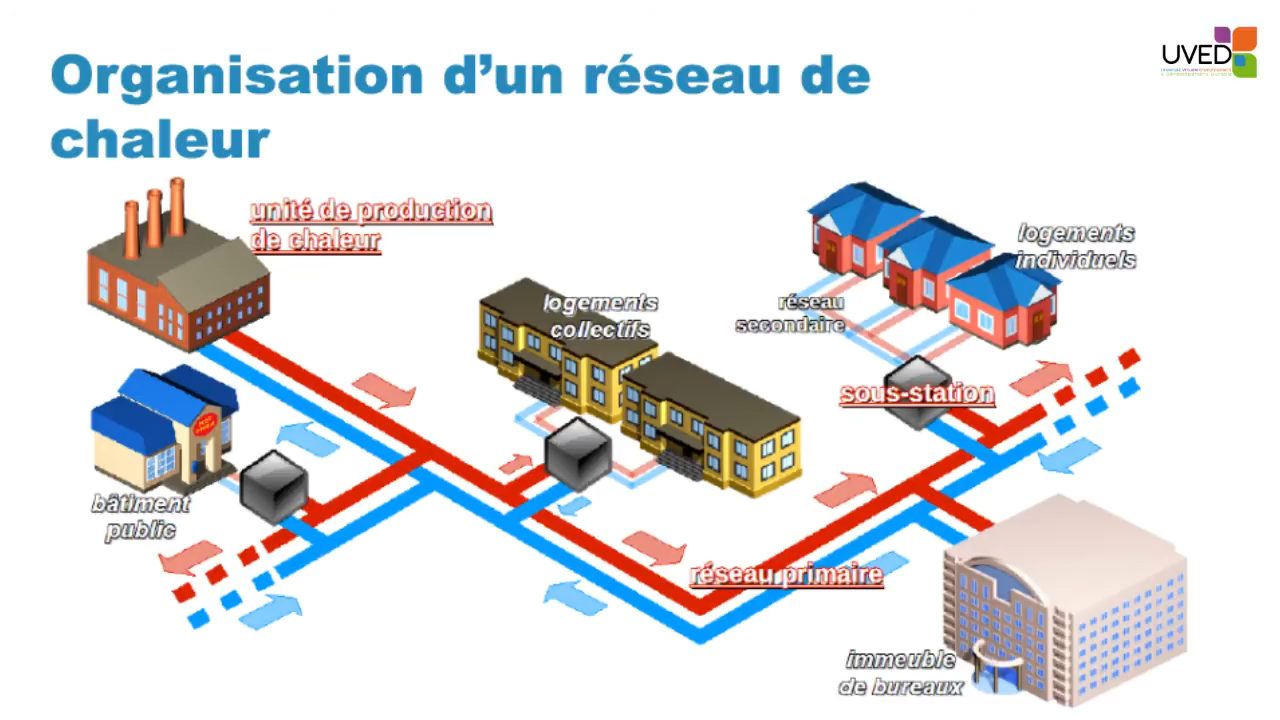 Organisation d’un réseau de
chaleur
UVED
unité de production
de chaleur
logements
individuels
logements
collectifs
réseau
secondaire
sous-station
bâtiment
public
réseau primaire
immeuble
de bureaux